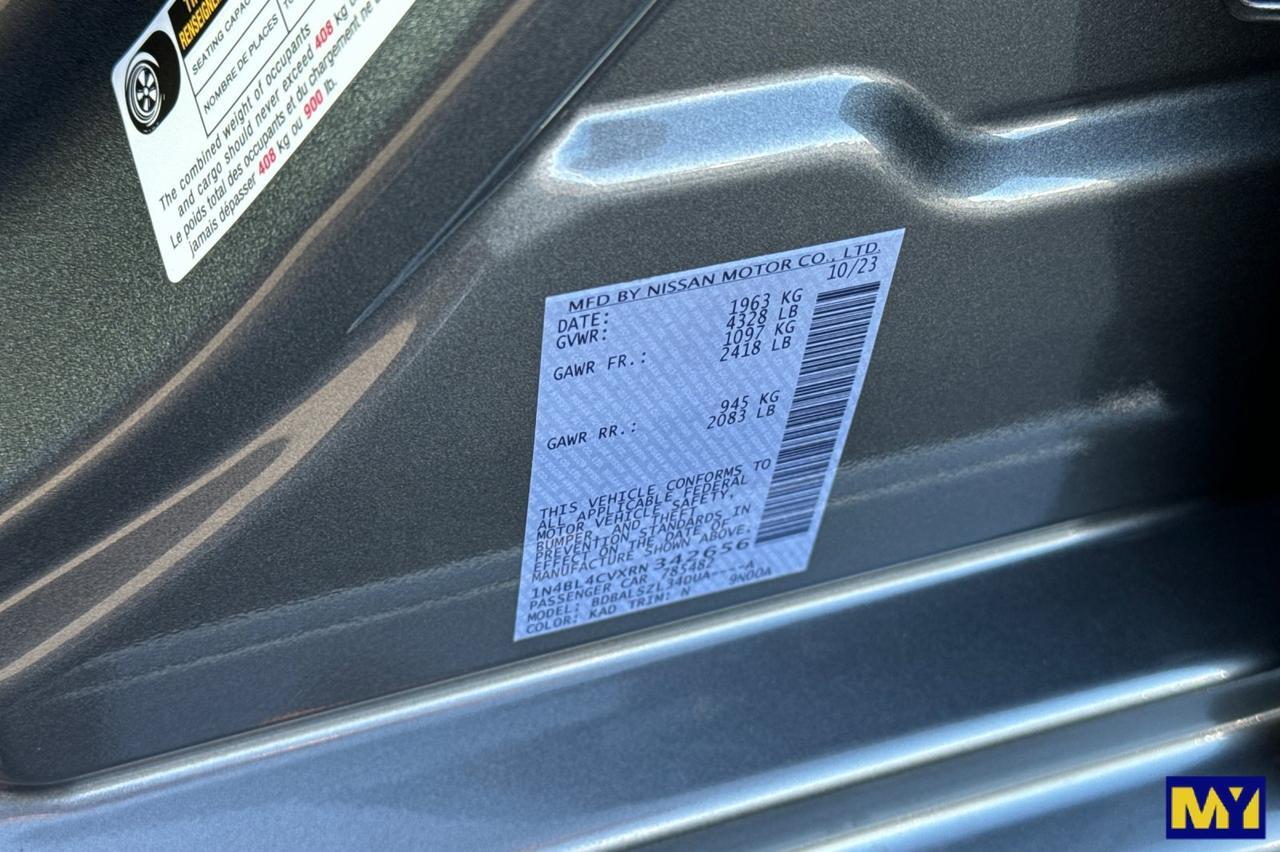 RENSEIGNE
SEATING CAPAC
NOMBRE DE PLACES
The combined weight of occupants
and cargo should never exceed 408 kg
Le poids total des occupants et du chargement ne
jamais dépasser 408 kg ou 900 lb.
MFD BY NISSAN MOTOR CO., LTD.
DATE: 10/23
GVWR: 1963 KG
4328 LB
GAWR FR.: 1097 KG
2418 LB
GAWR RR.: 945 KG
2083 LB
THIS VEHICLE CONFORMS TO
ALL APPLICABLE FEDERAL
MOTOR VEHICLE SAFETY,
BUMPER, AND THEFT
PREVENTION STANDARDS IN
EFFECT ON THE DATE OF
MANUFACTURE SHOWN ABOVE.
1N4BL4CVXRN342656
PASSENGER CAR 785482
MODEL: BDBALSZL34DUA----A
COLOR: KAD TRIM: N 9N00A
MY